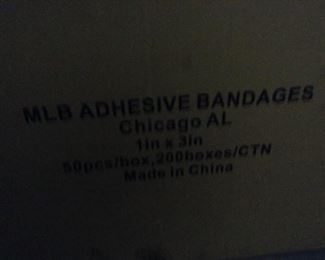 MLB ADHESIVE BANDAGES
Chicago AL
1in x 3in
50pcs/box,200boxes/CTN
Made in China